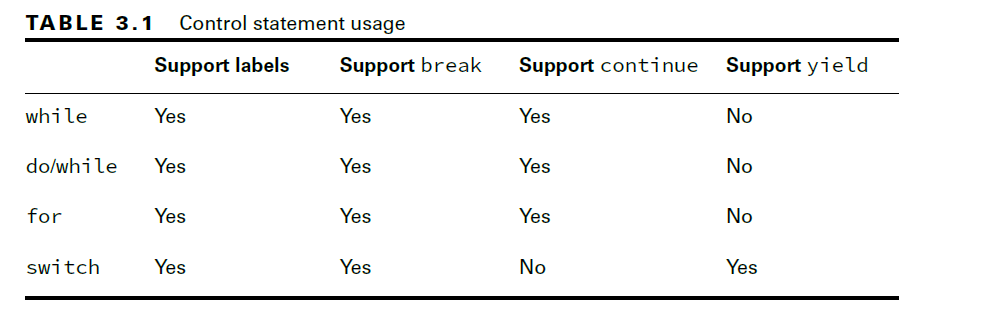 TABLE 3.1 Control statement usage
Support labels Support break Support continue Support yield
while Yes Yes Yes No
do/while Yes Yes Yes No
for Yes Yes Yes No
switch Yes Yes No Yes